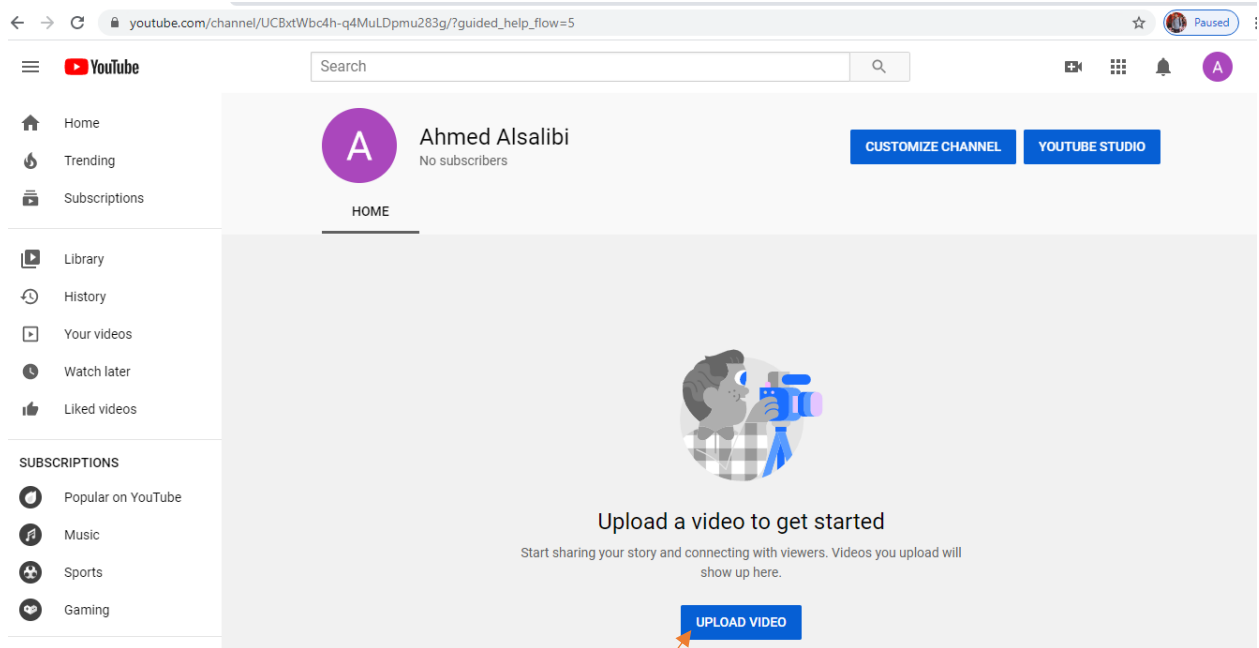 youtube.com/channel/UCBxtWbc4h-q4MuLDpmu283g/?guided_help_flow=5
Paused
YouTube
Search
A
Home
Trending
Subscriptions
Library
History
Your videos
Watch later
Liked videos
SUBSCRIPTIONS
Popular on YouTube
Music
Sports
Gaming
A
Ahmed Alsalibi
No subscribers
CUSTOMIZE CHANNEL
YOUTUBE STUDIO
HOME
Upload a video to get started
Start sharing your story and connecting with viewers. Videos you upload will
show up here.
UPLOAD VIDEO